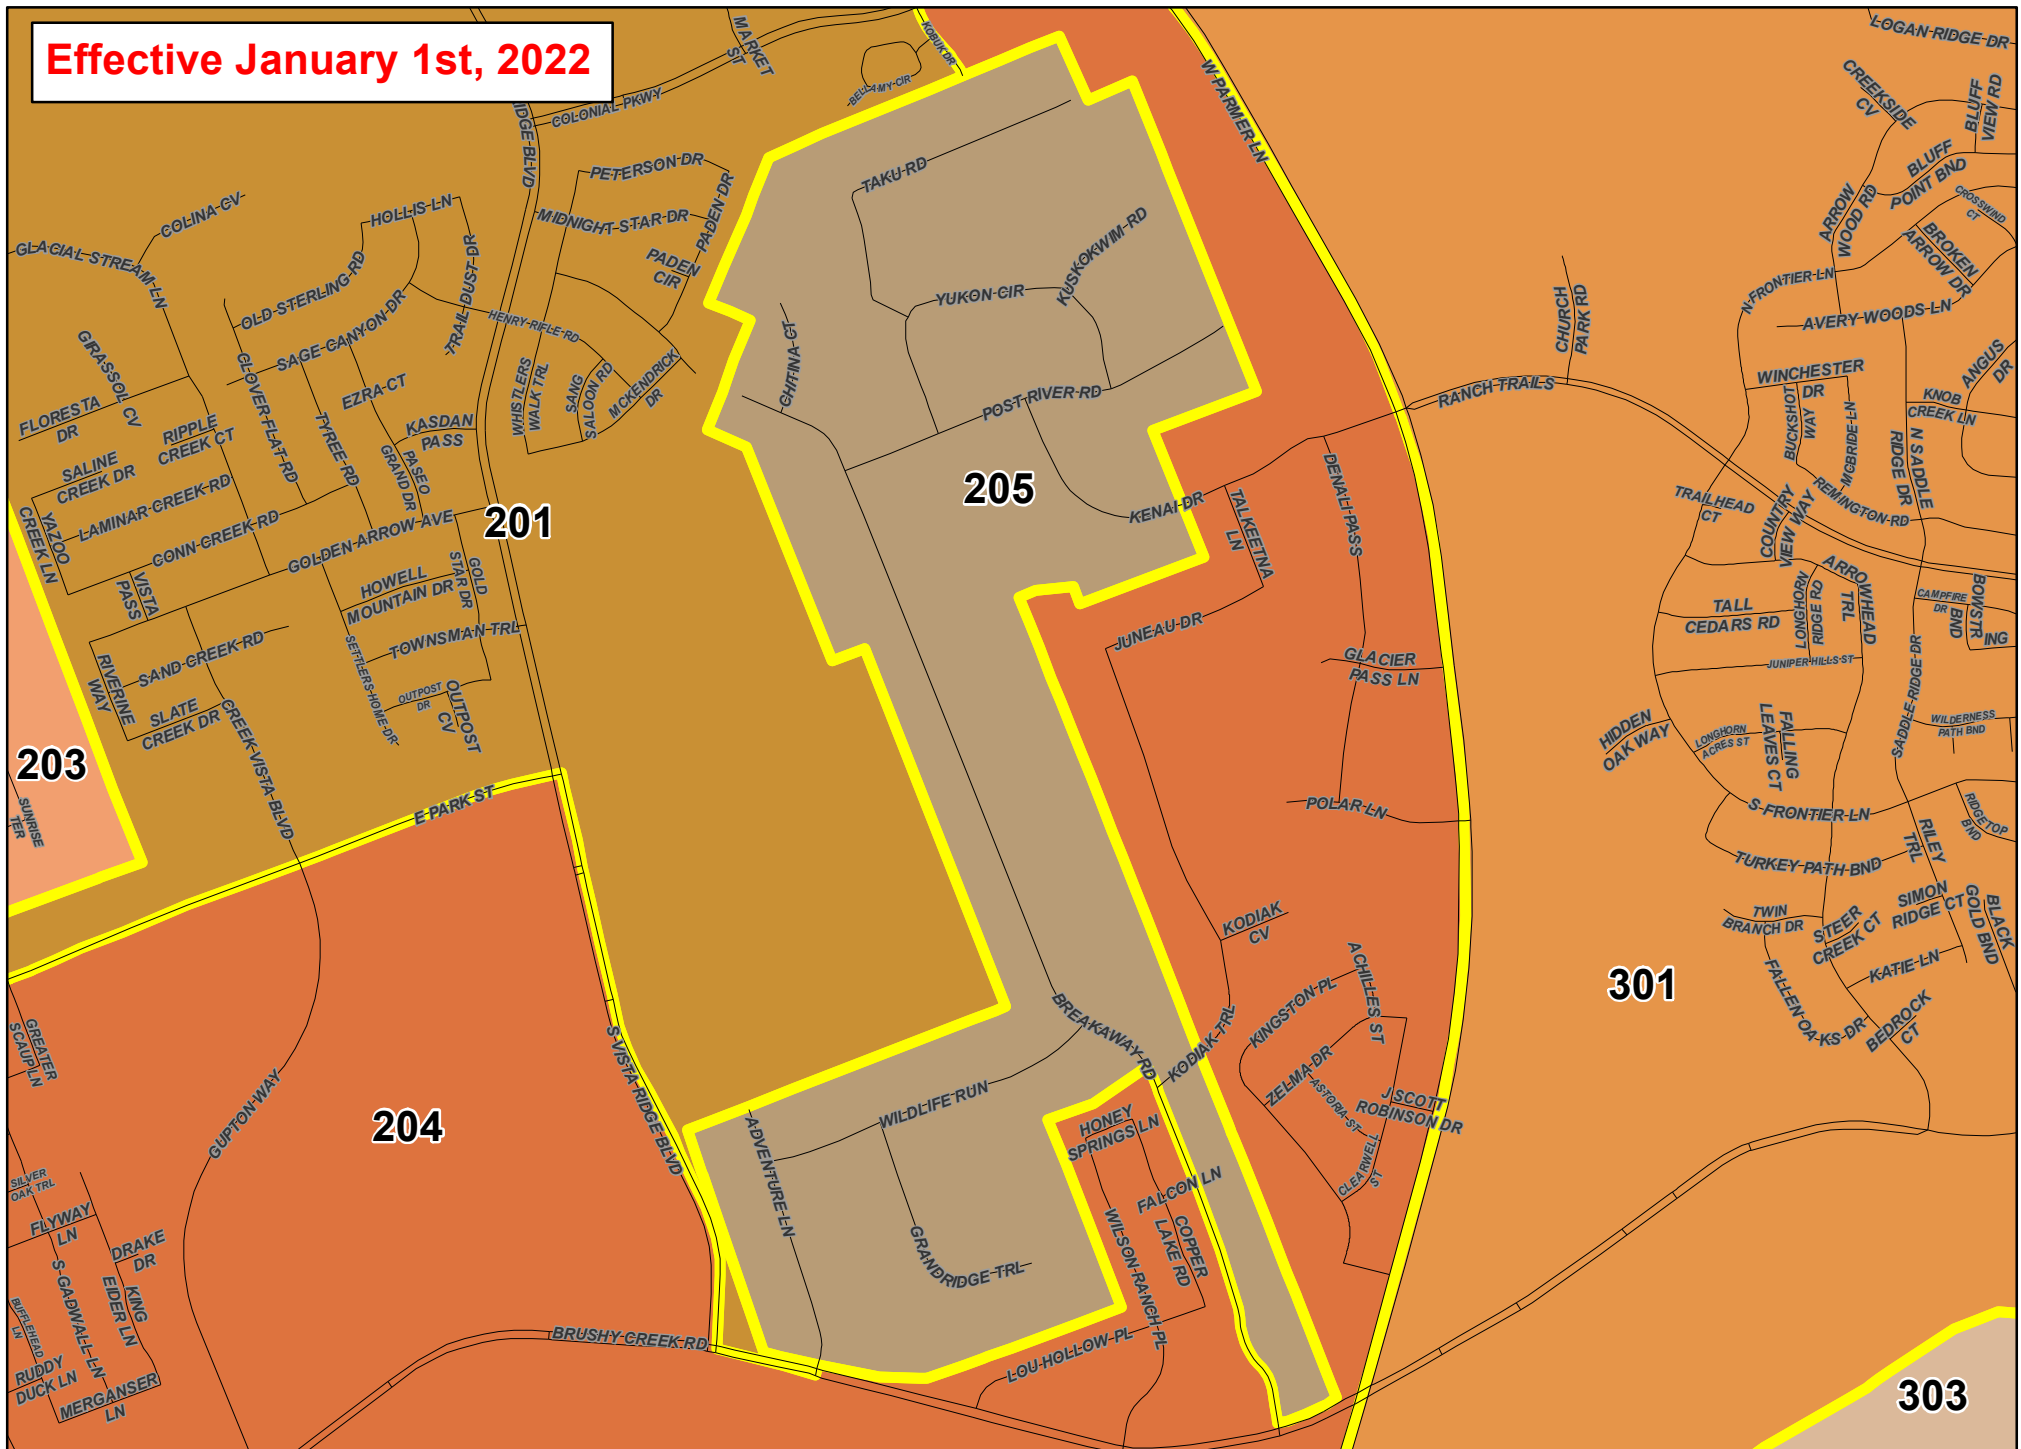 Effective January 1st, 2022
MARKET
ST
KOBUK DR
BELLAMY CIR
COLONIAL PKWY
IDGE BLVD
W PARMER LN
LOGAN RIDGE DR
CREEKSIDE
CV
BLUFF
VIEW RD
BLUFF
POINT BND
CROSSWIND
CT
ARROW
WOOD RD
BROKEN
ARROW DR
N FRONTIER LN
AVERY WOODS LN
PETERSON DR
MIDNIGHT STAR DR
PADEN DR
PADEN
CIR
TAKU RD
KUSKOKWIM RD
YUKON CIR
CHITINA CT
POST RIVER RD
COLINA CV
HOLLIS LN
GLACIAL STREAM LN
OLD STERLING RD
SAGE CANYON DR
TRAIL DUST DR
HENRY RIFLE RD
GIRASSOL CV
CLOVER FLAT RD
TYREE RD
EZRA CT
KASDAN
PASS
PASEO
GRAND DR
WHISTLERS
WALK TRL
SANG
SALOON RD
MCKENDRICK
DR
FLORESTA
DR
RIPPLE
CREEK CT
SALINE
CREEK DR
LAMINAR CREEK RD
YAZOO
CREEK LN
CONN CREEK RD
GOLDEN ARROW AVE
201
205
CHURCH
PARK RD
RANCH TRAILS
WINCHESTER
DR
BUCKSHOT
WAY
MCBRIDE LN
ANGUS
DR
KNOB
CREEK LN
N SADDLE
RIDGE DR
REMINGTON RD
TRAILHEAD
CT
COUNTRY
VIEW WAY
KENAI DR
TALKEETNA
LN
DENALI PASS
JUNEAU DR
GLACIER
PASS LN
POLAR LN
VISTA
PASS
HOWELL
MOUNTAIN DR
GOLD
STAR DR
TOWNSMAN TRL
SETTLERS HOME DR
OUTPOST
DR
OUTPOST
CV
SAND CREEK RD
RIVERINE
WAY
SLATE
CREEK DR
CREEK VISTA BLVD
203
SUNRISE
TER
E PARK ST
ARROWHEAD
TRL
LONGHORN
RIDGE RD
TALL
CEDARS RD
JUNIPER HILLS ST
CAMPFIRE
DR
BOWSTR
ING
BND
SADDLE RIDGE DR
WILDERNESS
PATH BND
HIDDEN
OAK WAY
LONGHORN
ACRES ST
FALLING
LEAVES CT
S FRONTIER LN
RIDGETOP
BND
RILEY
TRL
TURKEY PATH BND
SIMON
RIDGE CT
BLACK
GOLD BND
TWIN
BRANCH DR
STEER
CREEK CT
KATIE LN
FALLEN OAKS DR
BEDROCK
CT
301
KODIAK
CV
KODIAK TRL
BREAKAWAY RD
ACHILLES ST
KINGSTON PL
ZELMA DR
ASTORIA ST
J SCOTT
ROBINSON DR
CLEARWELL
ST
S VISTA RIDGE BLVD
GREATER
SCAUP LN
GUPTON WAY
204
WILDLIFE RUN
ADVENTURE LN
GRANDRIDGE TRL
HONEY
SPRINGS LN
FALCON LN
WILSON RANCH PL
COPPER
LAKE RD
LOU HOLLOW PL
BRUSHY CREEK RD
SILVER
OAK TRL
FLYWAY
LN
DRAKE
DR
S GADWALL LN
KING
EIDER LN
BUFFLEHEAD
LN
RUDDY
DUCK LN
MERGANSER
LN
303